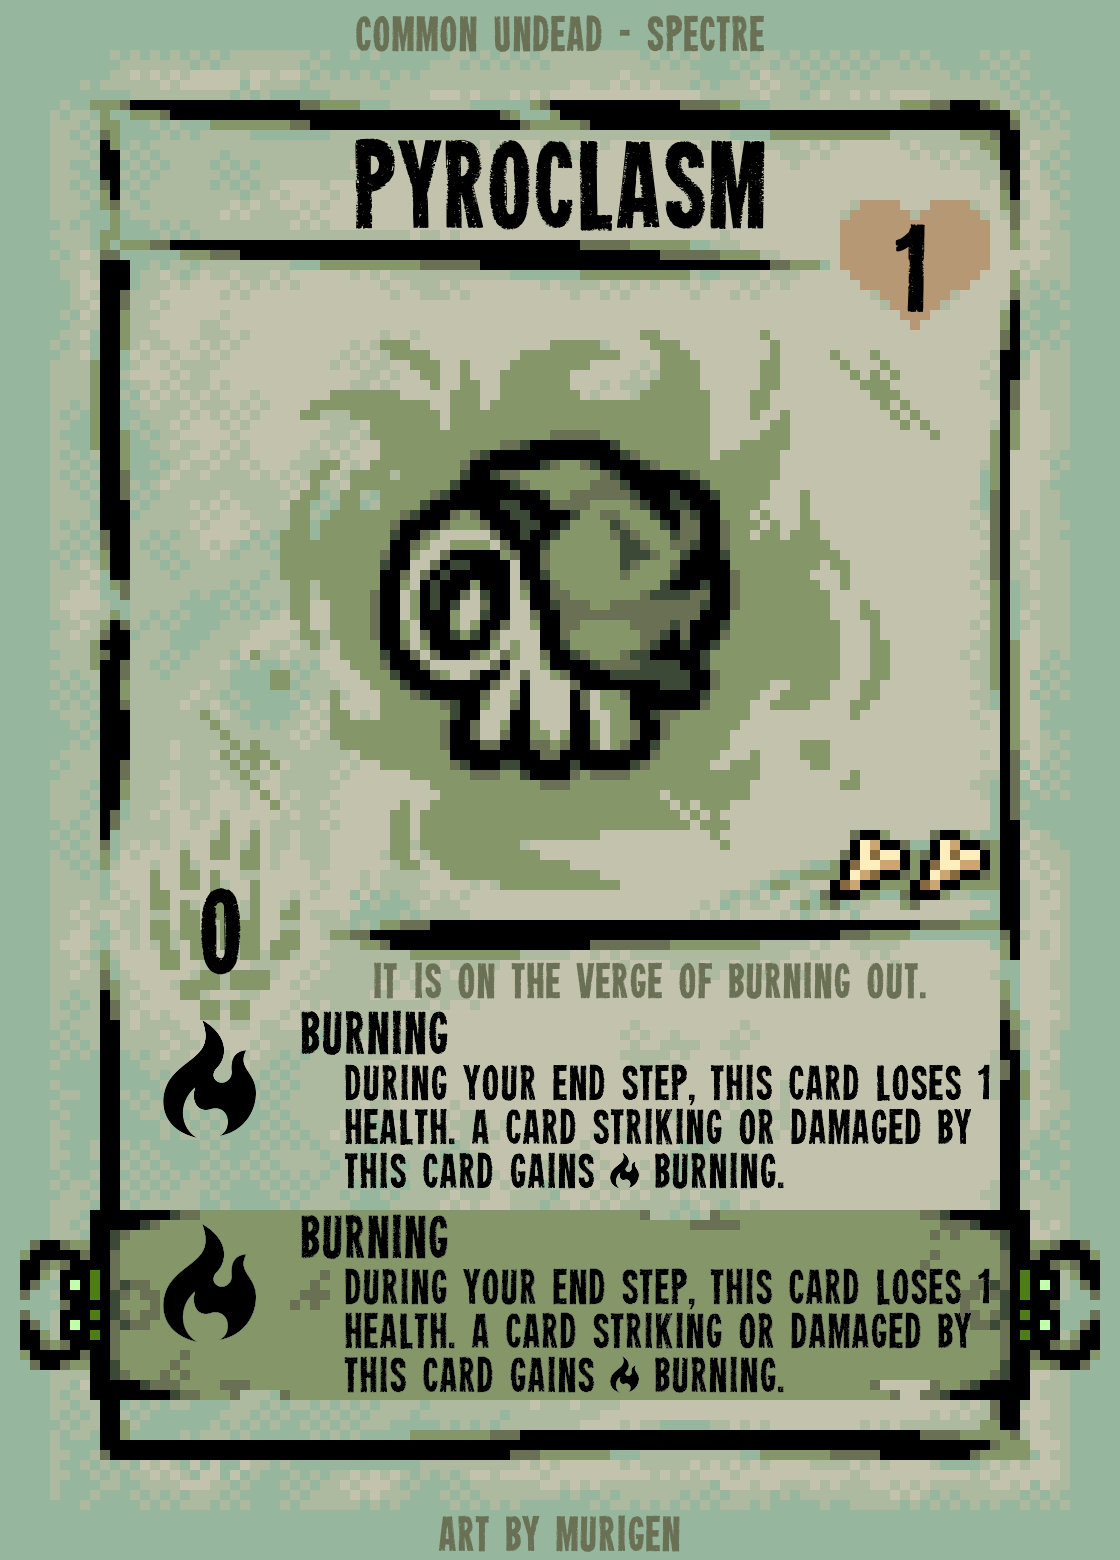 COMMON UNDEAD - SPECTRE
PYROCLASM
1
0
IT IS ON THE VERGE OF BURNING OUT.
BURNING
DURING YOUR END STEP, THIS CARD LOSES 1
HEALTH. A CARD STRIKING OR DAMAGED BY
THIS CARD GAINS BURNING.
BURNING
DURING YOUR END STEP, THIS CARD LOSES 1
HEALTH. A CARD STRIKING OR DAMAGED BY
THIS CARD GAINS BURNING.
ART BY MURIGEN